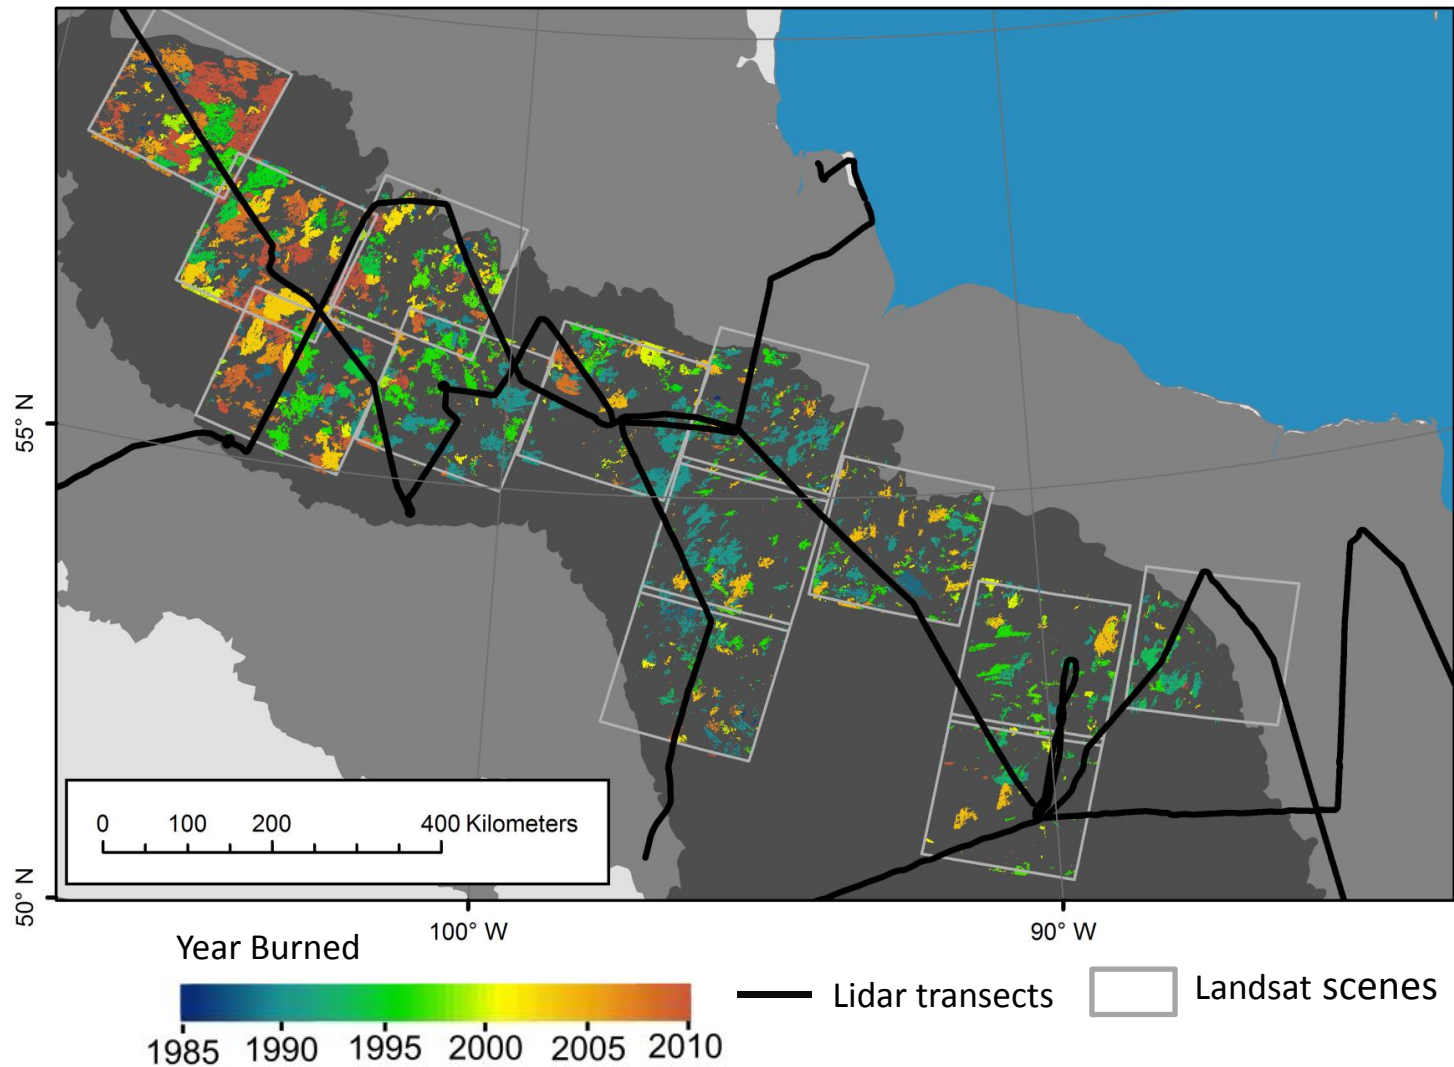 55° N
0 100 200 400 Kilometers
50° N
100° W 90° W
Year Burned
Lidar transects
Landsat scenes
1985 1990 1995 2000 2005 2010